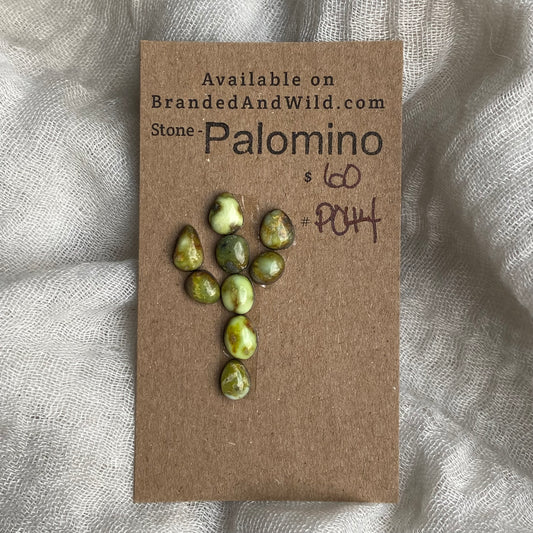 Available on
BrandedAndWild.com
Stone - Palomino
$ 60
# P044